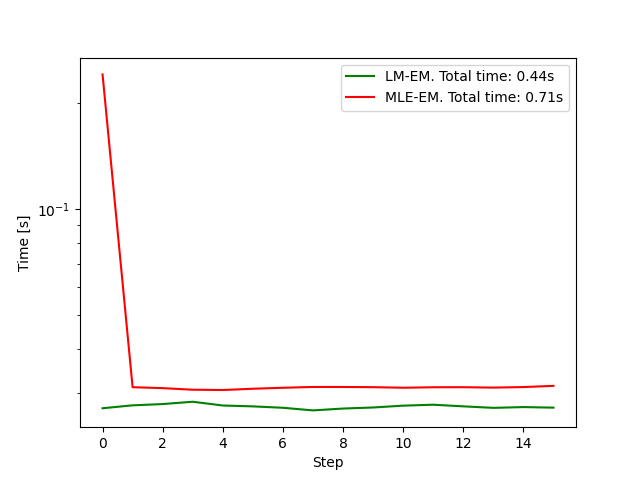 LM-EM. Total time: 0.44s
MLE-EM. Total time: 0.71s
10⁻¹
Time [s]
0 2 4 6 8 10 12 14
Step